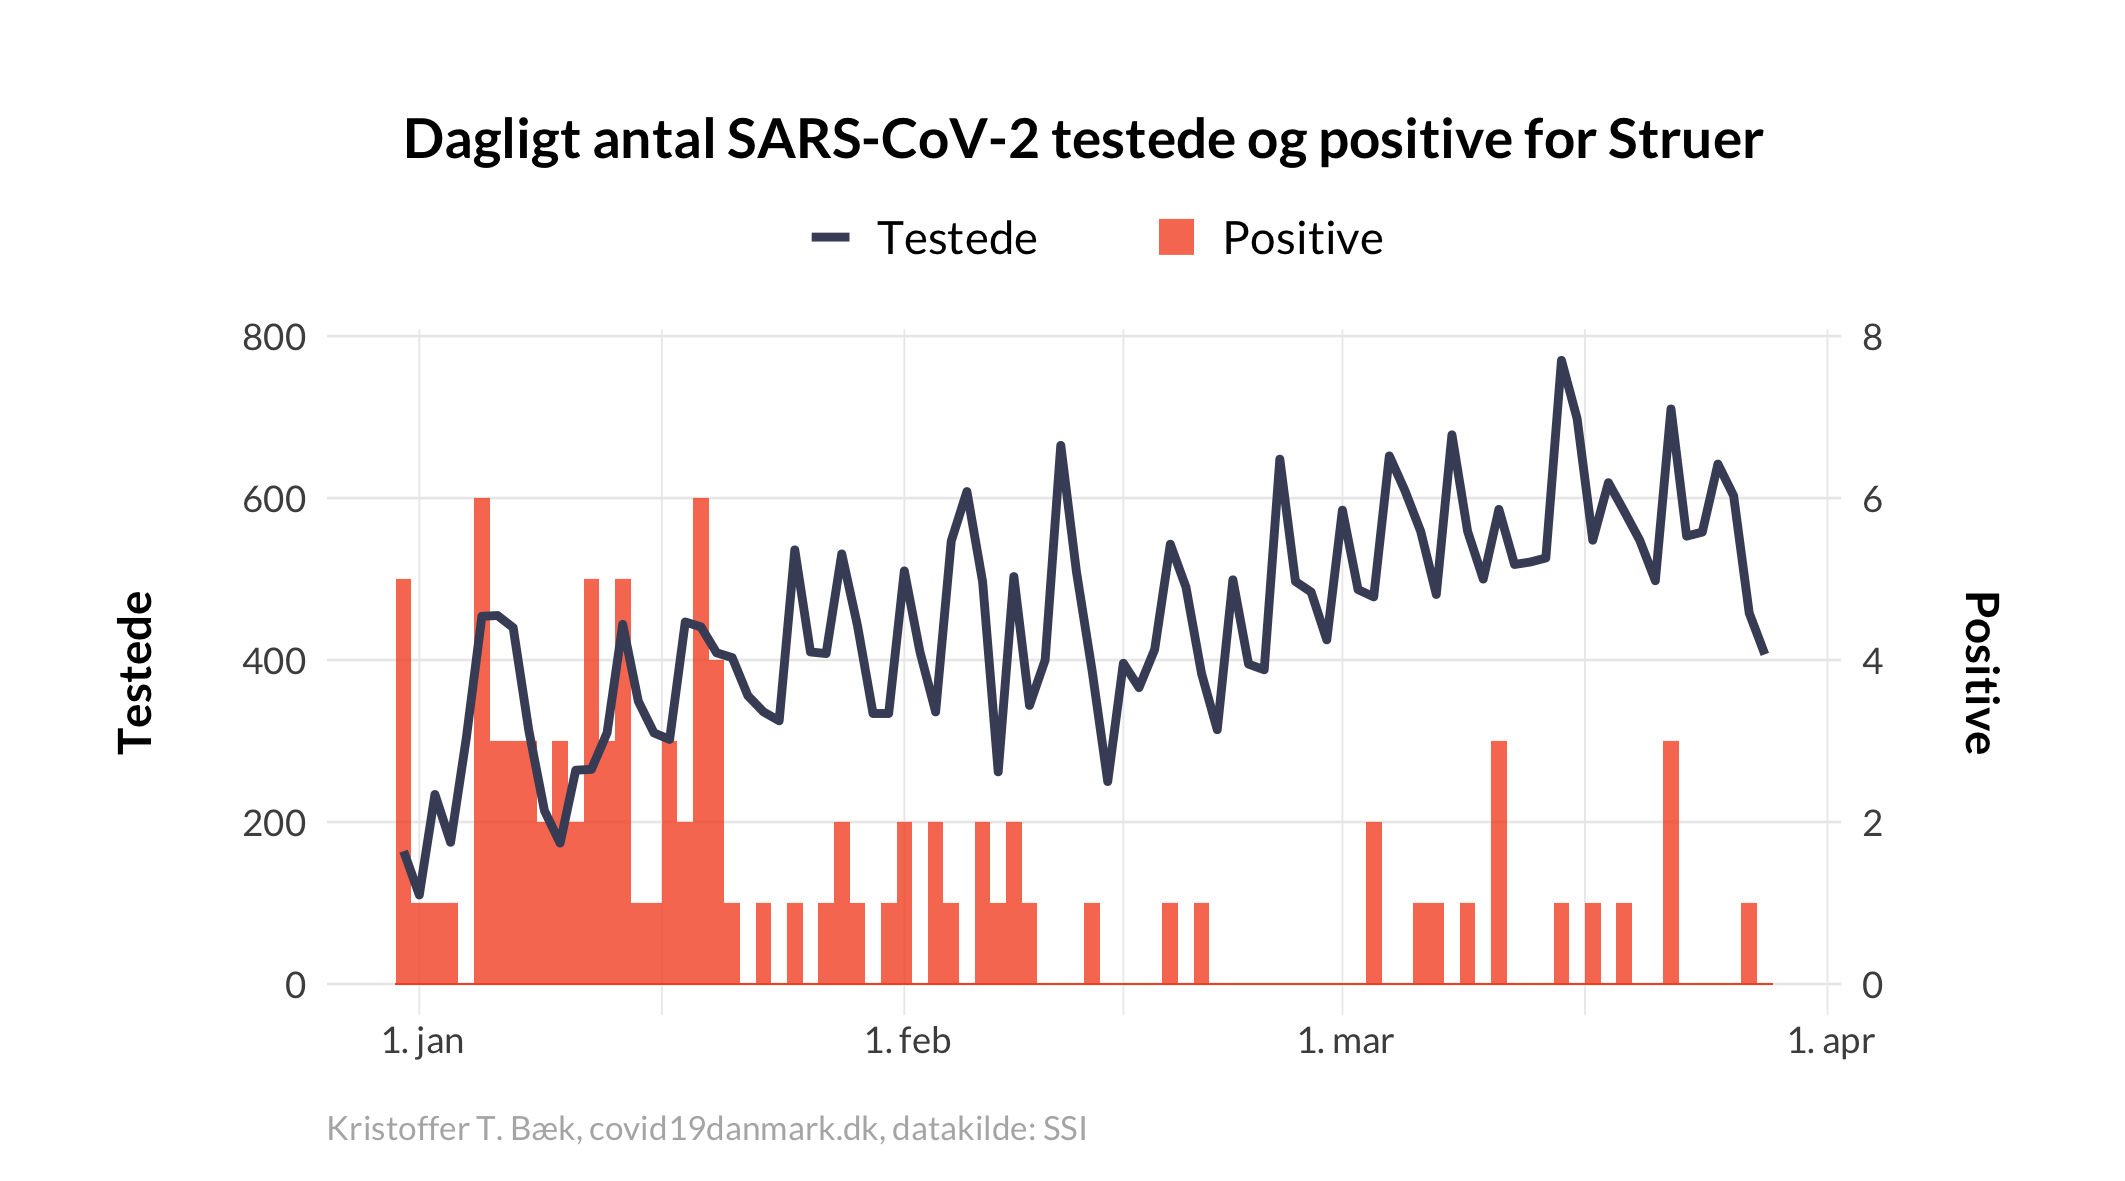 Dagligt antal SARS-CoV-2 testede og positive for Struer
Testede Positive
800 8
600 6
400 4
200 2
0 0
Testede
Positive
1. jan 1. feb 1. mar 1. apr
Kristoffer T. Bæk, covid19danmark.dk, datakilde: SSI